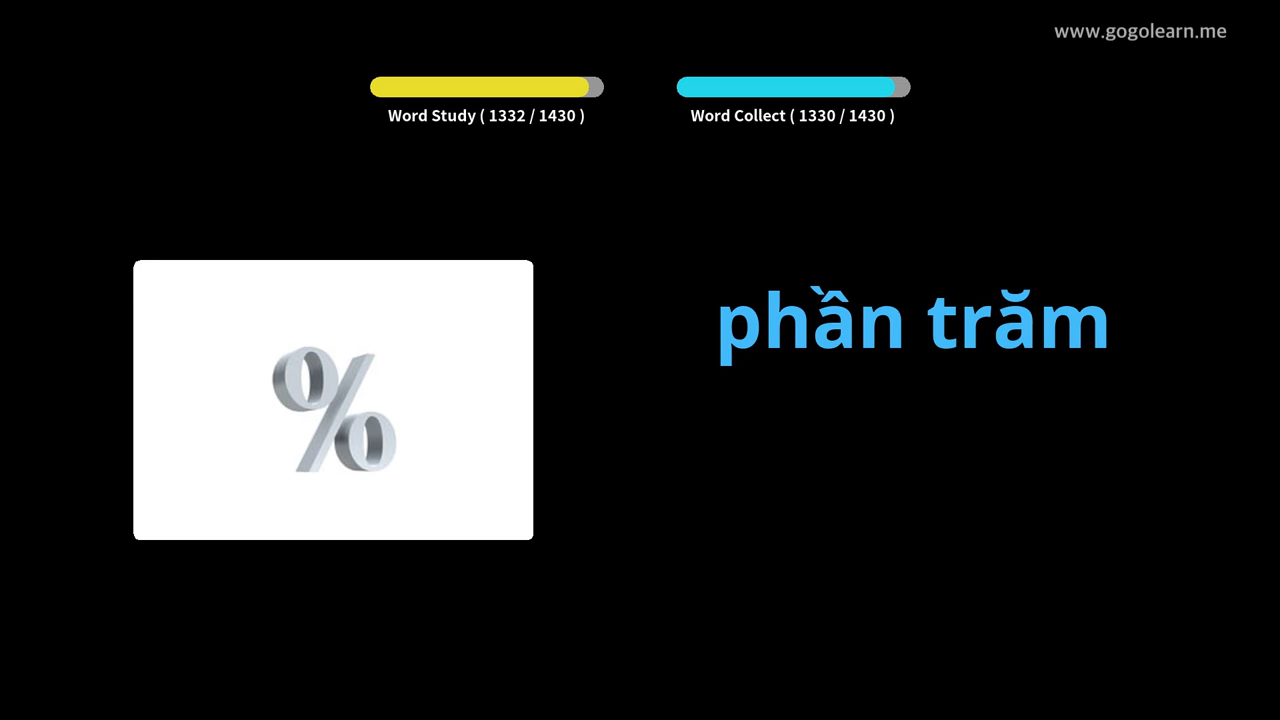 www.gogolearn.me
Word Study ( 1332 / 1430 )
Word Collect ( 1330 / 1430 )
%
phần trăm